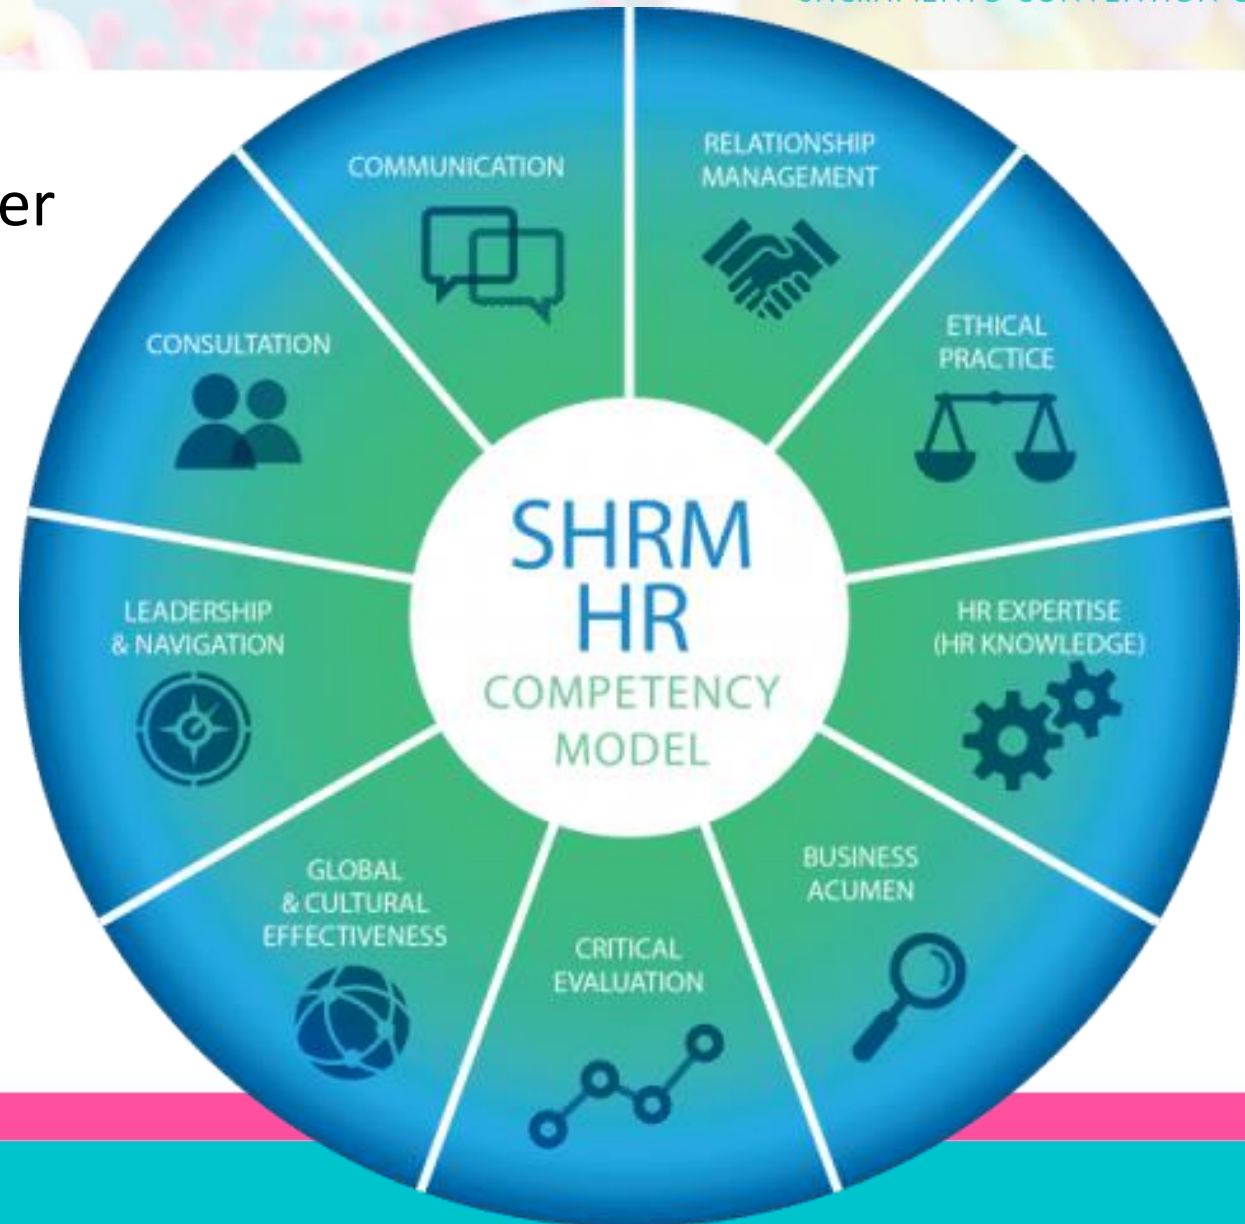 er
COMMUNICATION
RELATIONSHIP
MANAGEMENT
CONSULTATION
ETHICAL
PRACTICE
SHRM
HR
COMPETENCY
MODEL
LEADERSHIP
& NAVIGATION
HR EXPERTISE
(HR KNOWLEDGE)
GLOBAL
& CULTURAL
EFFECTIVENESS
CRITICAL
EVALUATION
BUSINESS
ACUMEN